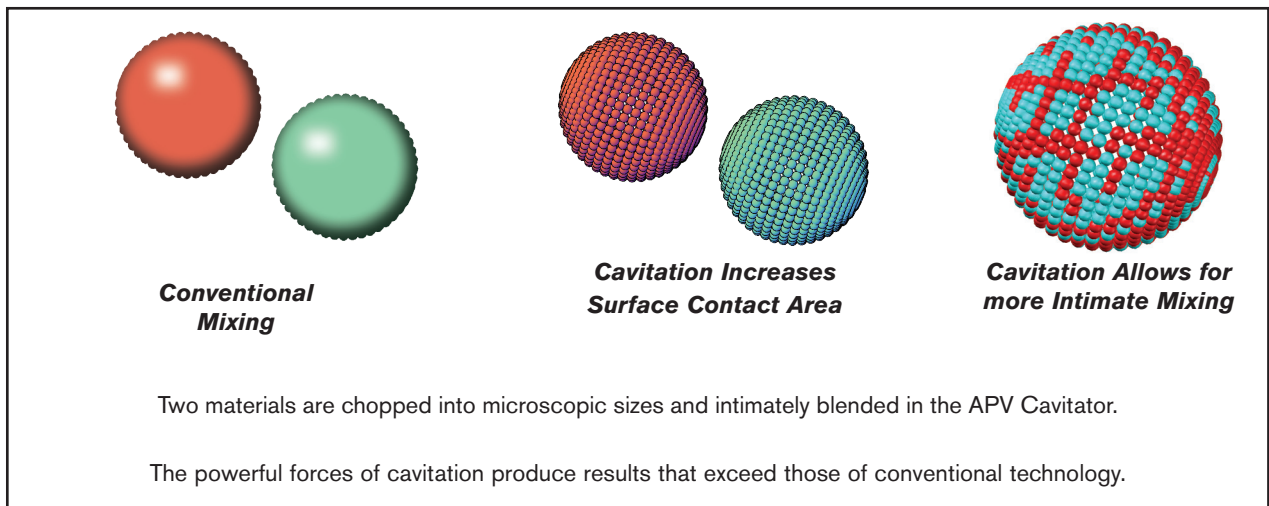 Conventional
Mixing
Cavitation Increases
Surface Contact Area
Cavitation Allows for
more Intimate Mixing
Two materials are chopped into microscopic sizes and intimately blended in the APV Cavitator.
The powerful forces of cavitation produce results that exceed those of conventional technology.